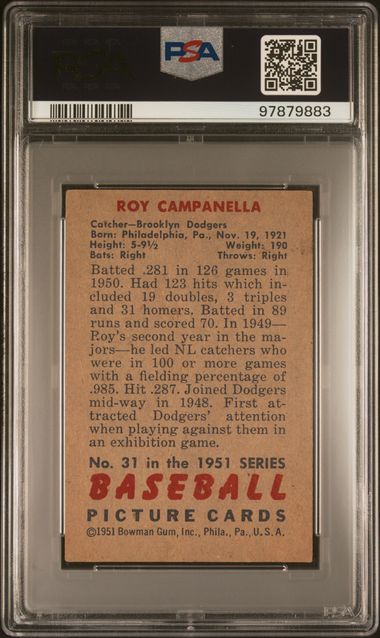 PSA
PSA
97879883
ROY CAMPANELLA
Catcher—Brooklyn Dodgers
Born: Philadelphia, Pa., Nov. 19, 1921
Height: 5-9½ Weight: 190
Bats: Right Throws: Right
Batted .281 in 126 games in
1950. Had 123 hits which in-
cluded 19 doubles, 3 triples
and 31 homers. Batted in 89
runs and scored 70. In 1949—
Roy's second year in the ma-
jors—he led NL catchers who
were in 100 or more games
with a fielding percentage of
.985. Hit .287. Joined Dodgers
mid-way in 1948. First at-
tracted Dodgers' attention
when playing against them in
an exhibition game.
No. 31 in the 1951 SERIES
BASEBALL
PICTURE CARDS
©1951 Bowman Gum, Inc., Phila., Pa., U.S.A.